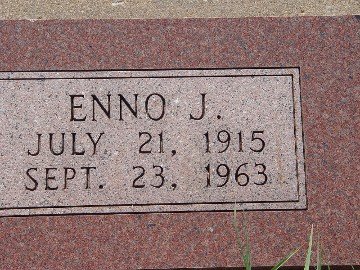 ENNO J.
JULY 21, 1915
SEPT. 23, 1963